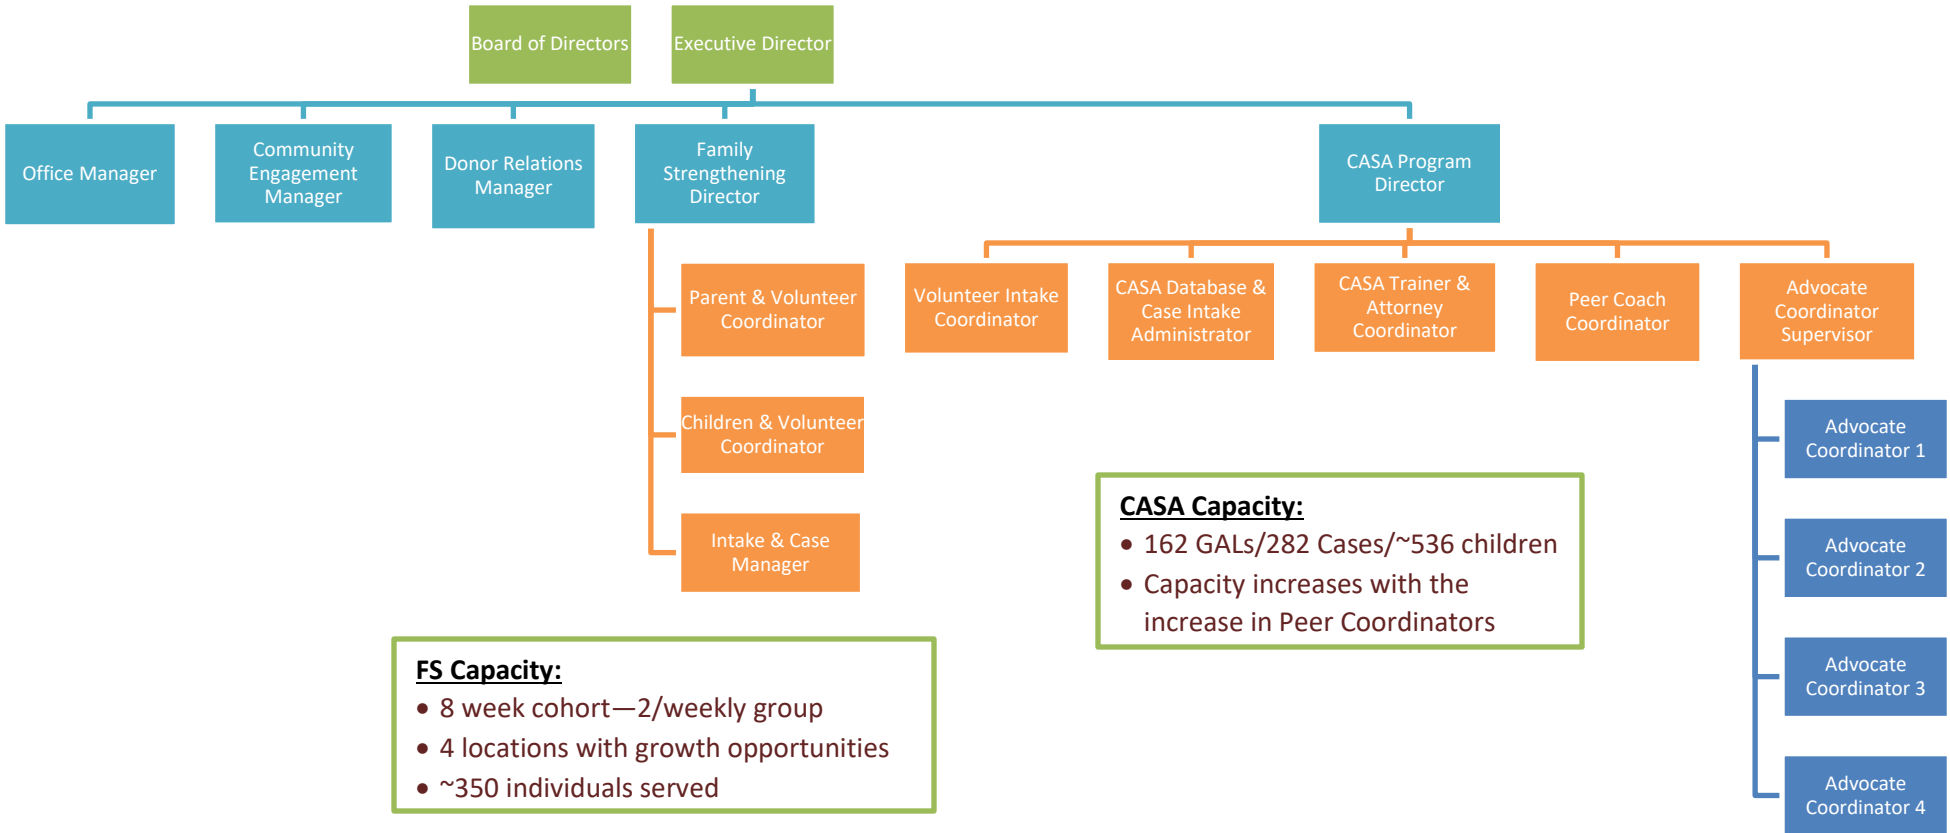 Board of Directors
Executive Director
Office Manager
Community
Engagement
Manager
Donor Relations
Manager
Family
Strengthening
Director
CASA Program
Director
Parent & Volunteer
Coordinator
Children & Volunteer
Coordinator
Intake & Case
Manager
Volunteer Intake
Coordinator
CASA Database &
Case Intake
Administrator
CASA Trainer &
Attorney
Coordinator
Peer Coach
Coordinator
Advocate
Coordinator
Supervisor
Advocate
Coordinator 1
Advocate
Coordinator 2
Advocate
Coordinator 3
Advocate
Coordinator 4
CASA Capacity:
• 162 GALs/282 Cases/~536 children
• Capacity increases with the
increase in Peer Coordinators
FS Capacity:
• 8 week cohort—2/weekly group
• 4 locations with growth opportunities
• ~350 individuals served